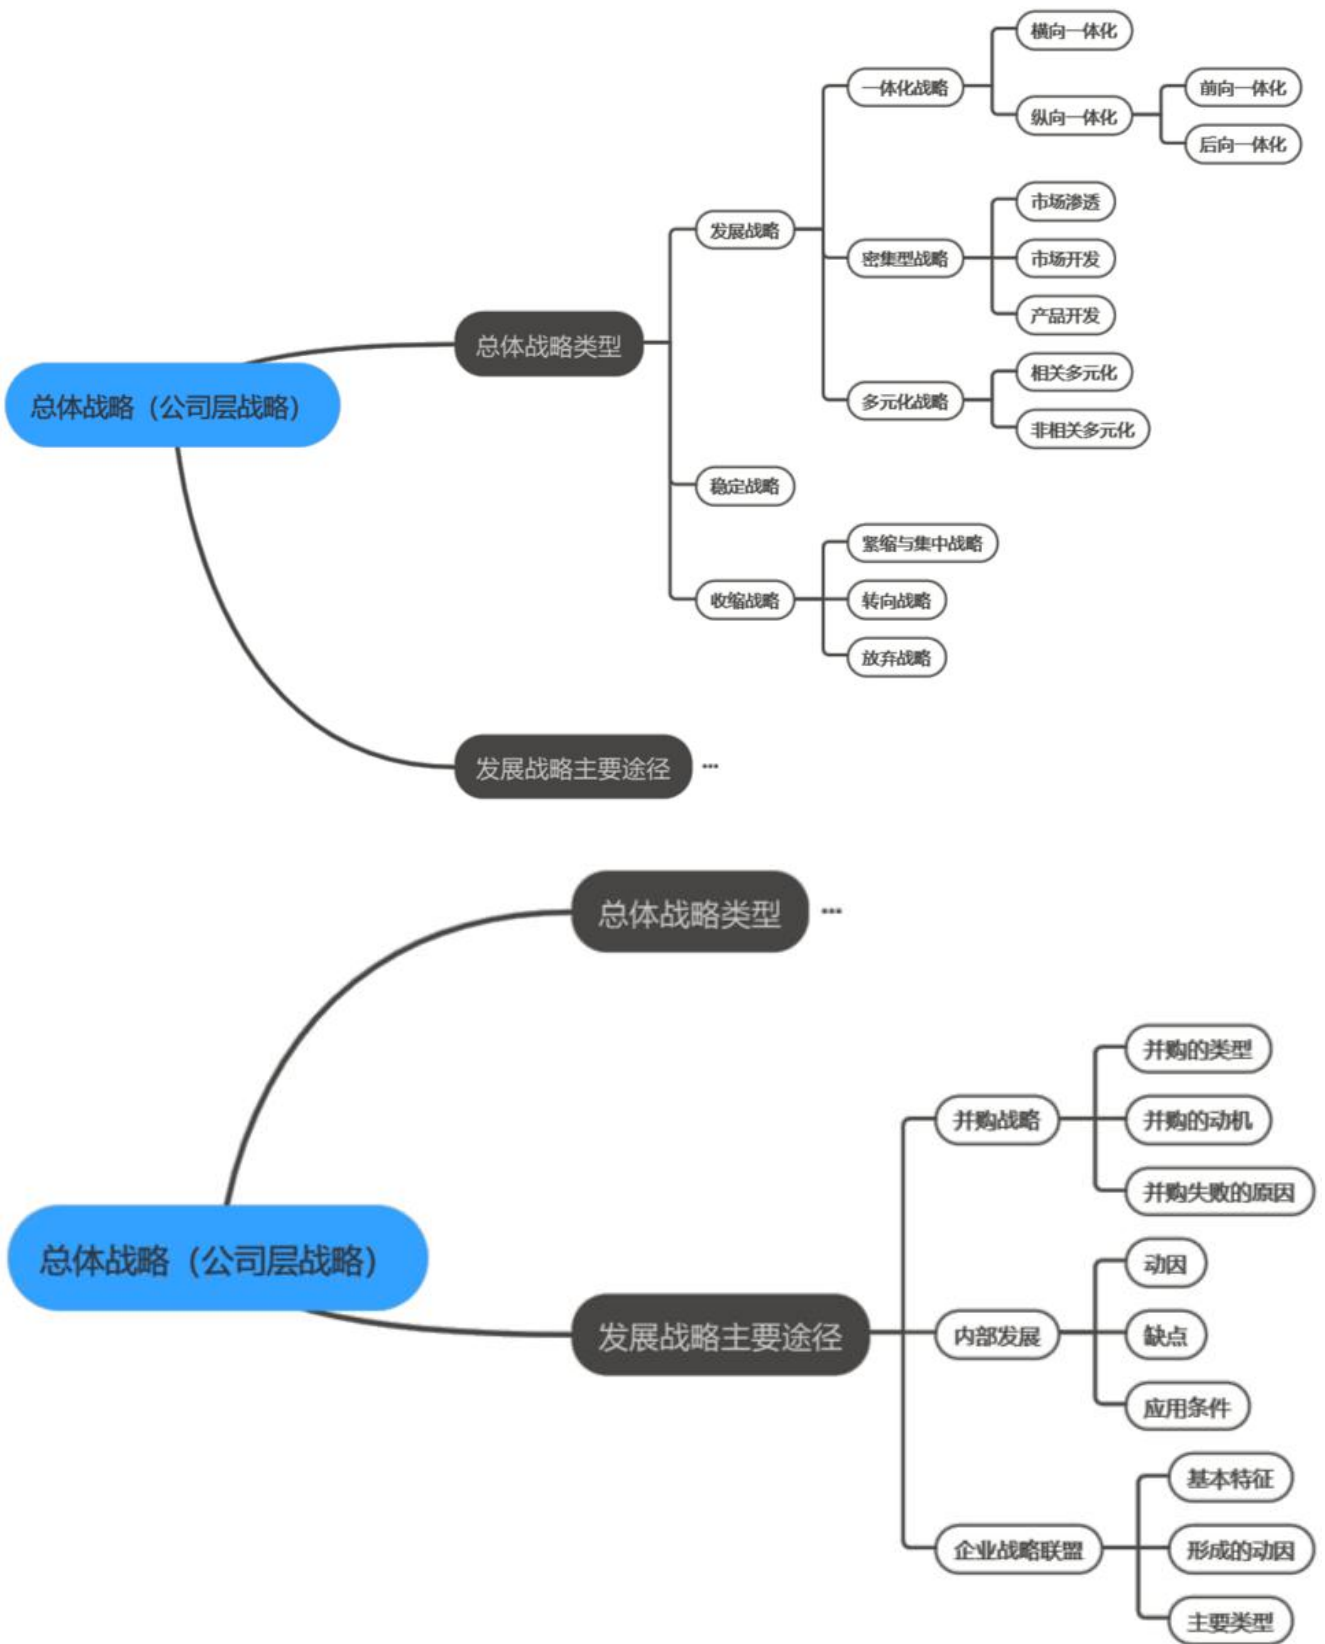 横向一体化
一体化战略
前向一体化
纵向一体化
后向一体化
市场渗透
发展战略
密集型战略
市场开发
产品开发
总体战略类型
相关多元化
总体战略（公司层战略）
多元化战略
非相关多元化
稳定战略
紧缩与集中战略
收缩战略
转向战略
放弃战略
发展战略主要途径 ...
总体战略类型 ...
并购的类型
并购战略
并购的动机
并购失败的原因
总体战略（公司层战略）
动因
发展战略主要途径
内部发展
缺点
应用条件
基本特征
企业战略联盟
形成的动因
主要类型